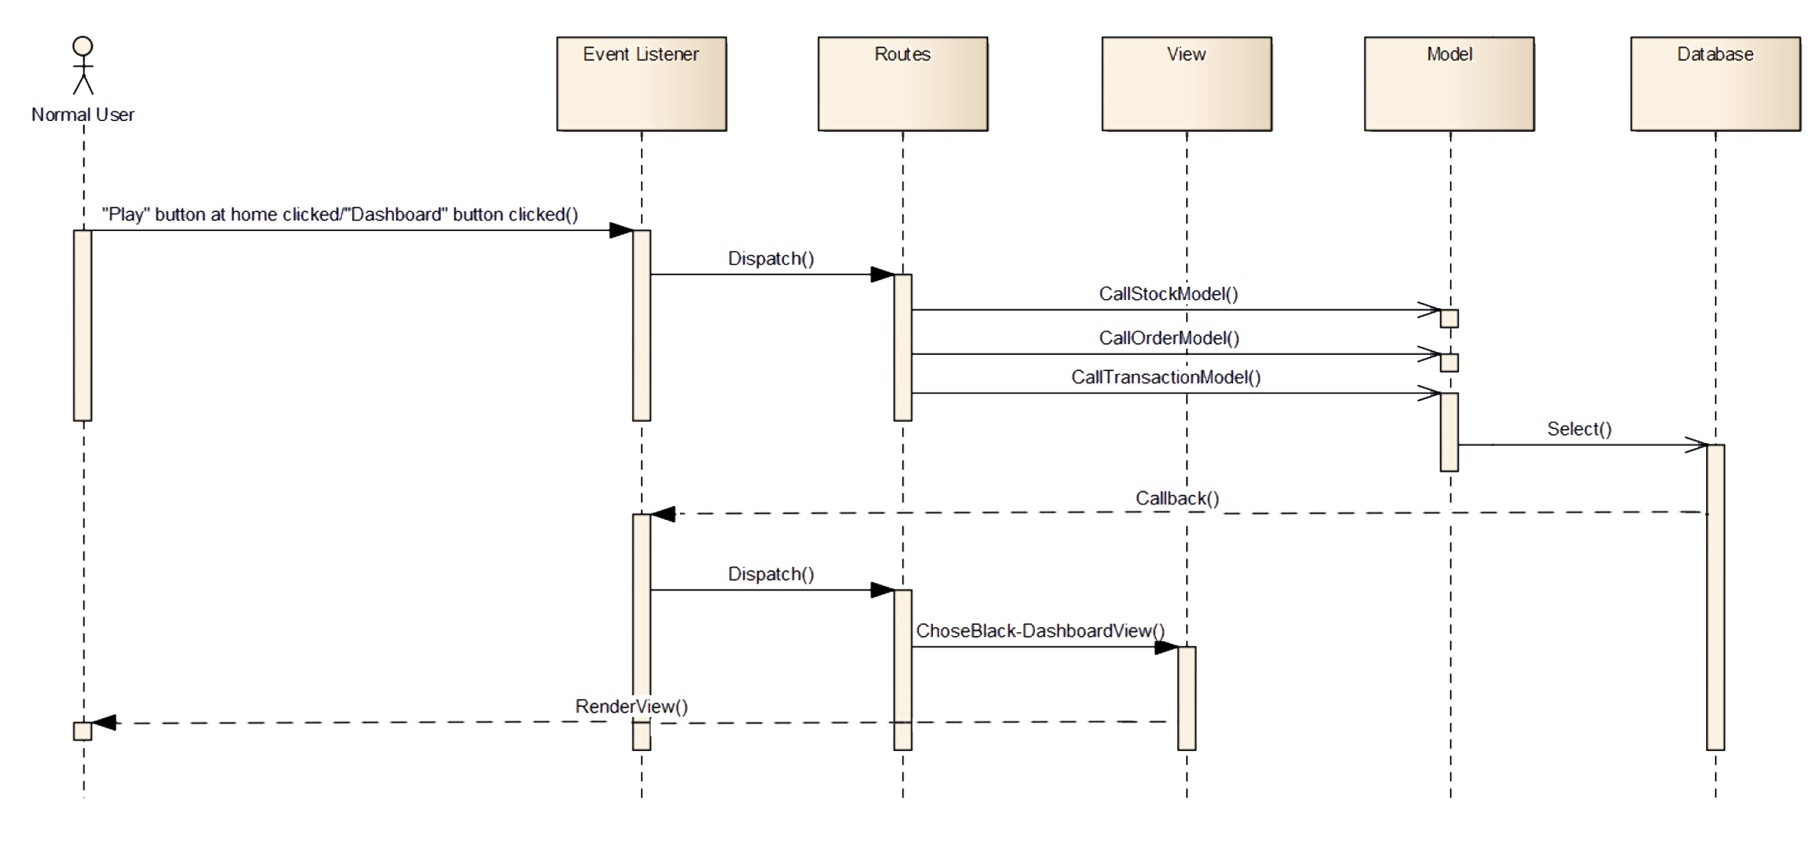 Event Listener
Routes
View
Model
Database
Normal User
"Play" button at home clicked/"Dashboard" button clicked()
Dispatch()
CallStockModel()
CallOrderModel()
CallTransactionModel()
Select()
Callback()
Dispatch()
ChoseBlack-DashboardView()
RenderView()